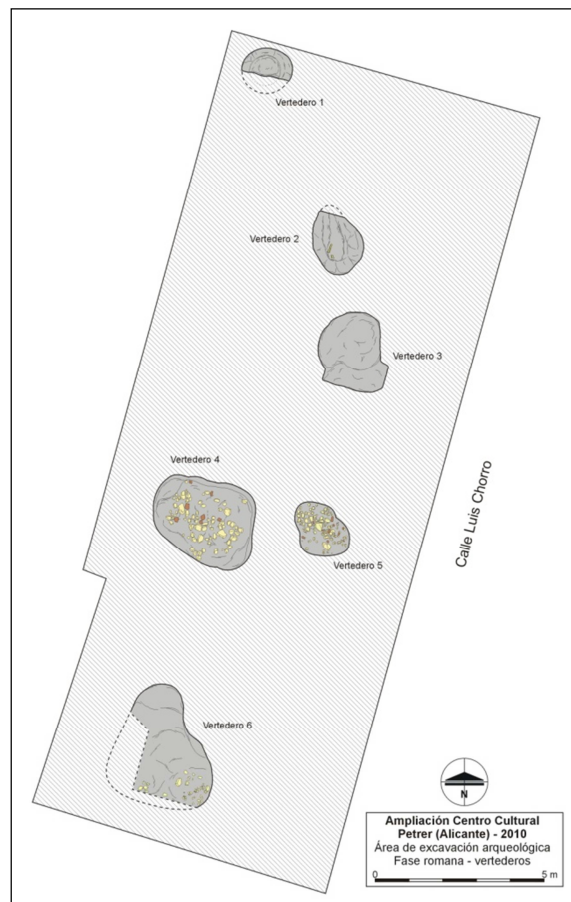 Vertedero 1
Vertedero 2
Vertedero 3
Vertedero 4
Vertedero 5
Calle Luis Chorro
Vertedero 6
N
Ampliación Centro Cultural
Petrer (Alicante) - 2010
Área de excavación arqueológica
Fase romana - vertederos
0 5 m